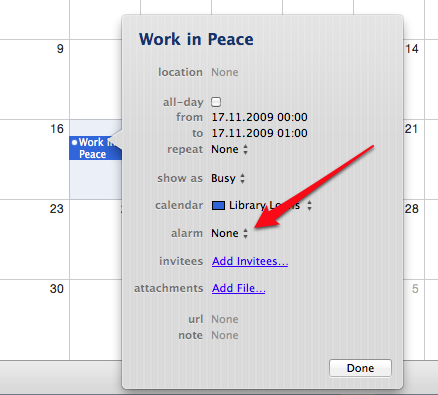 9
14
16
Work in
Peace
21
23
28
30
5
Work in Peace
location None
all-day
from 17.11.2009 00:00
to 17.11.2009 01:00
repeat None
show as Busy
calendar Library Loans
alarm None
invitees Add Invitees...
attachments Add File...
url None
note None
Done